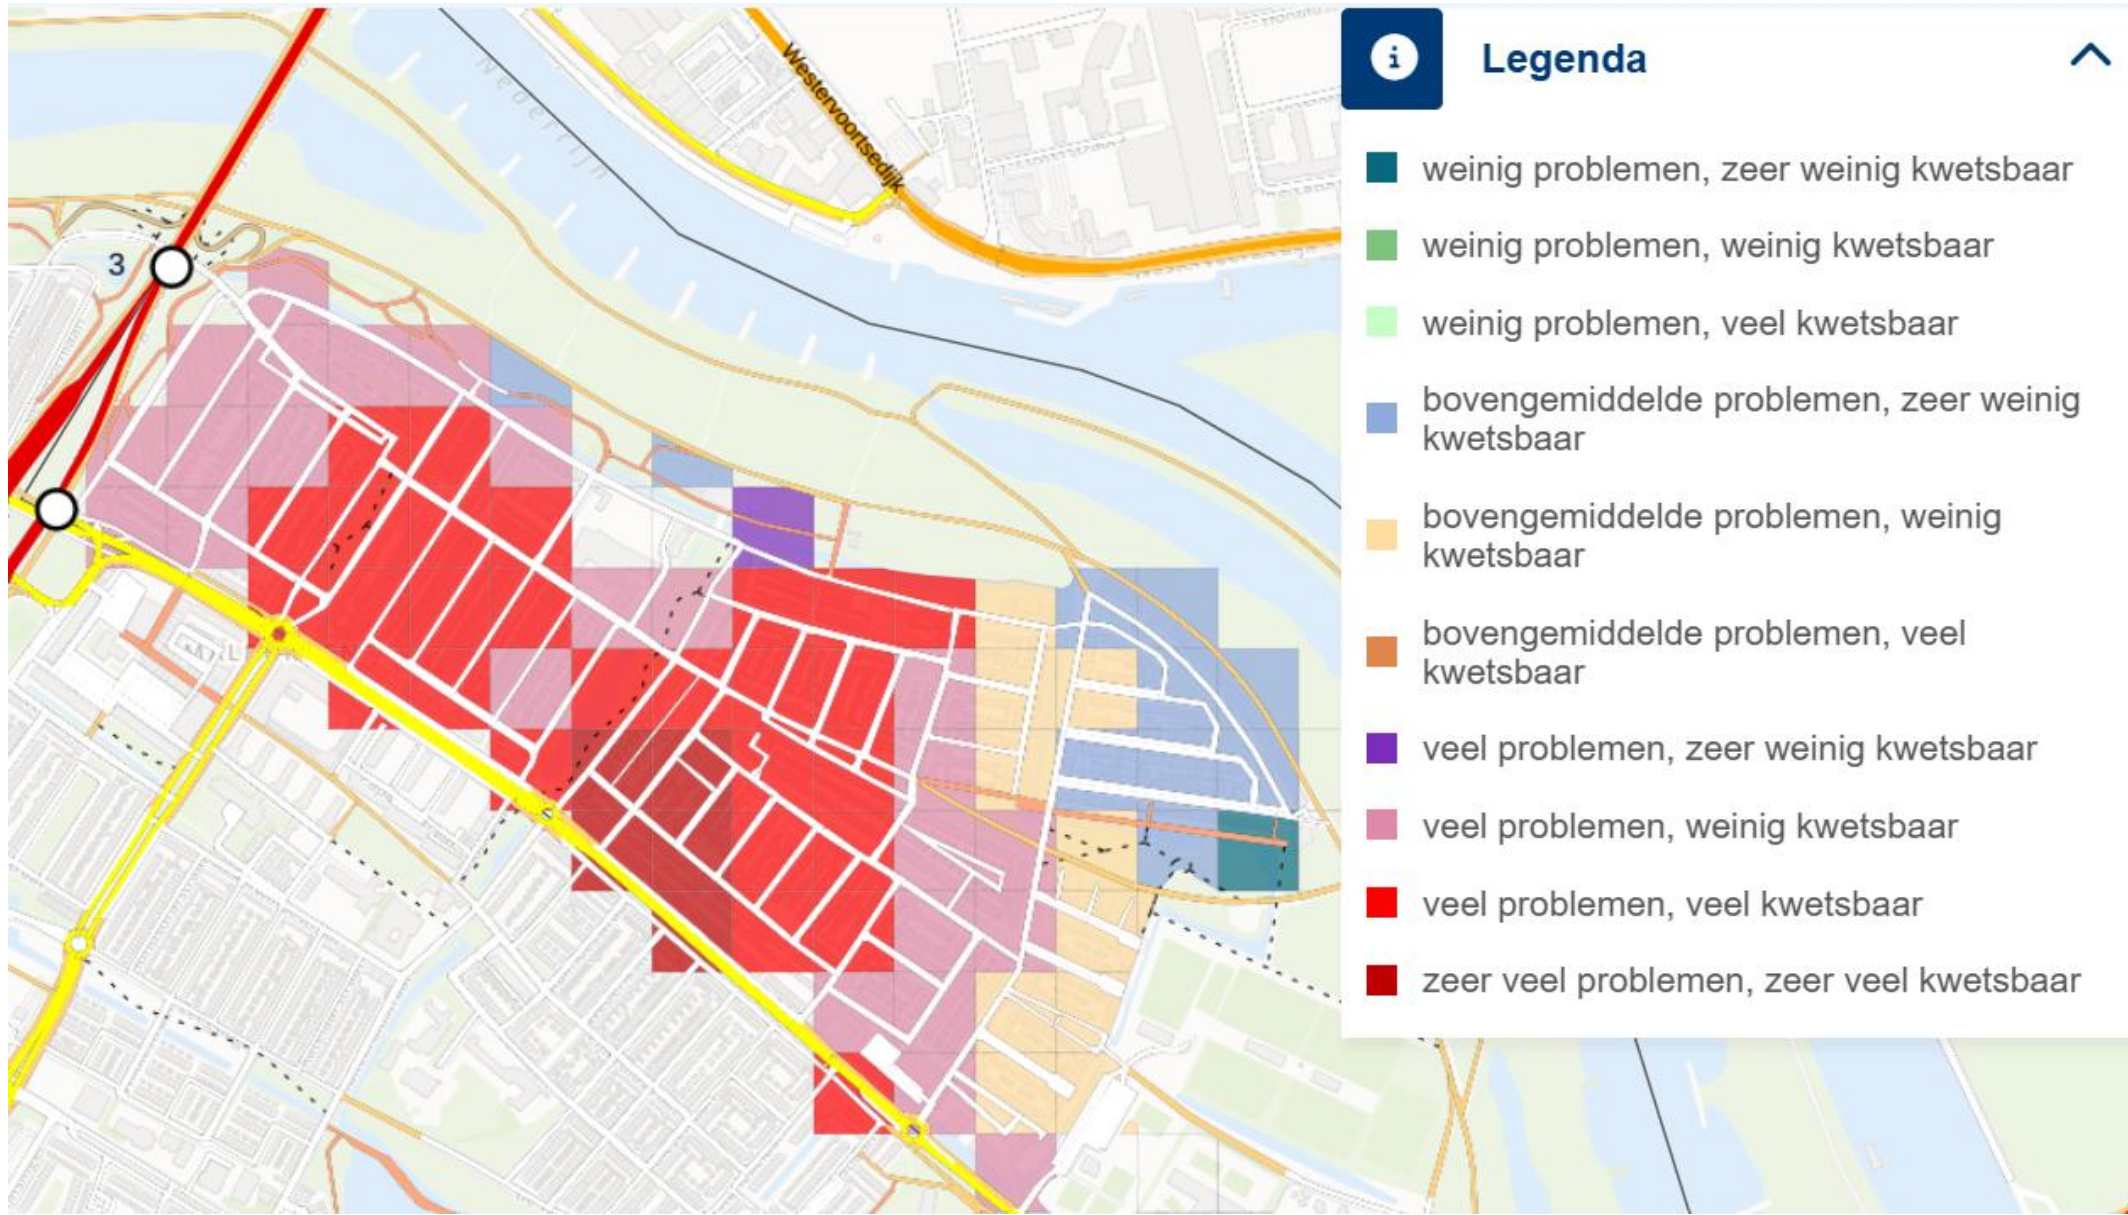 Nederrijn
Westervoortsedijk
3
Legenda
weinig problemen, zeer weinig kwetsbaar
weinig problemen, weinig kwetsbaar
weinig problemen, veel kwetsbaar
bovengemiddelde problemen, zeer weinig
kwetsbaar
bovengemiddelde problemen, weinig
kwetsbaar
bovengemiddelde problemen, veel
kwetsbaar
veel problemen, zeer weinig kwetsbaar
veel problemen, weinig kwetsbaar
veel problemen, veel kwetsbaar
zeer veel problemen, zeer veel kwetsbaar